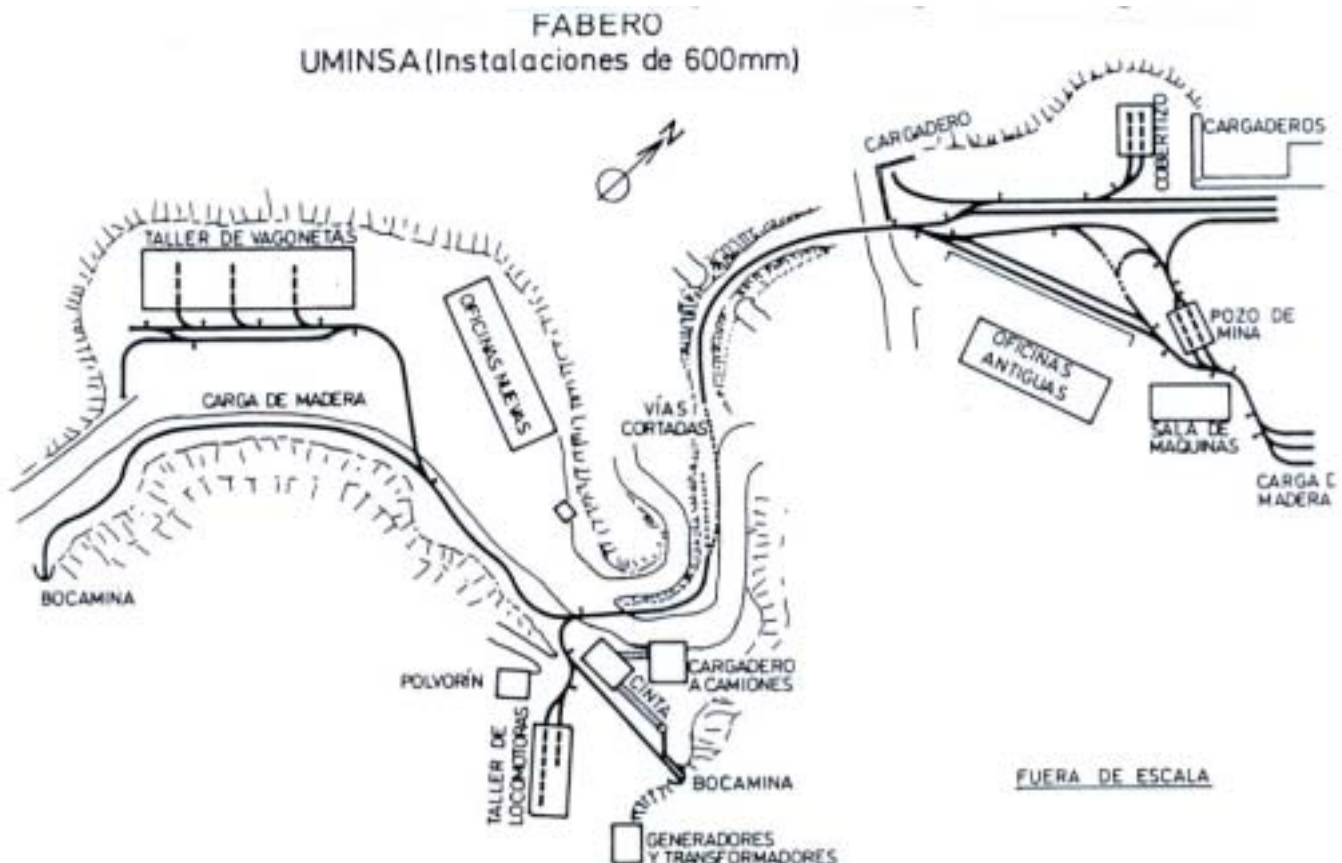 FABERO
UMINSA (Instalaciones de 600mm)
N
CARGADERO
COBERTIZO
CARGADEROS
TALLER DE VAGONETAS
OFICINAS NUEVAS
POZO DE
MINA
OFICINAS
ANTIGUAS
CARGA DE MADERA
VÍAS
CORTADAS
SALA DE
MAQUINAS
CARGA D
MADERA
BOCAMINA
POLVORÍN
CINTA
CARGADERO
A CAMIONES
TALLER DE
LOCOMOTORAS
BOCAMINA
FUERA DE ESCALA
GENERADORES
Y TRANSFORMADORES